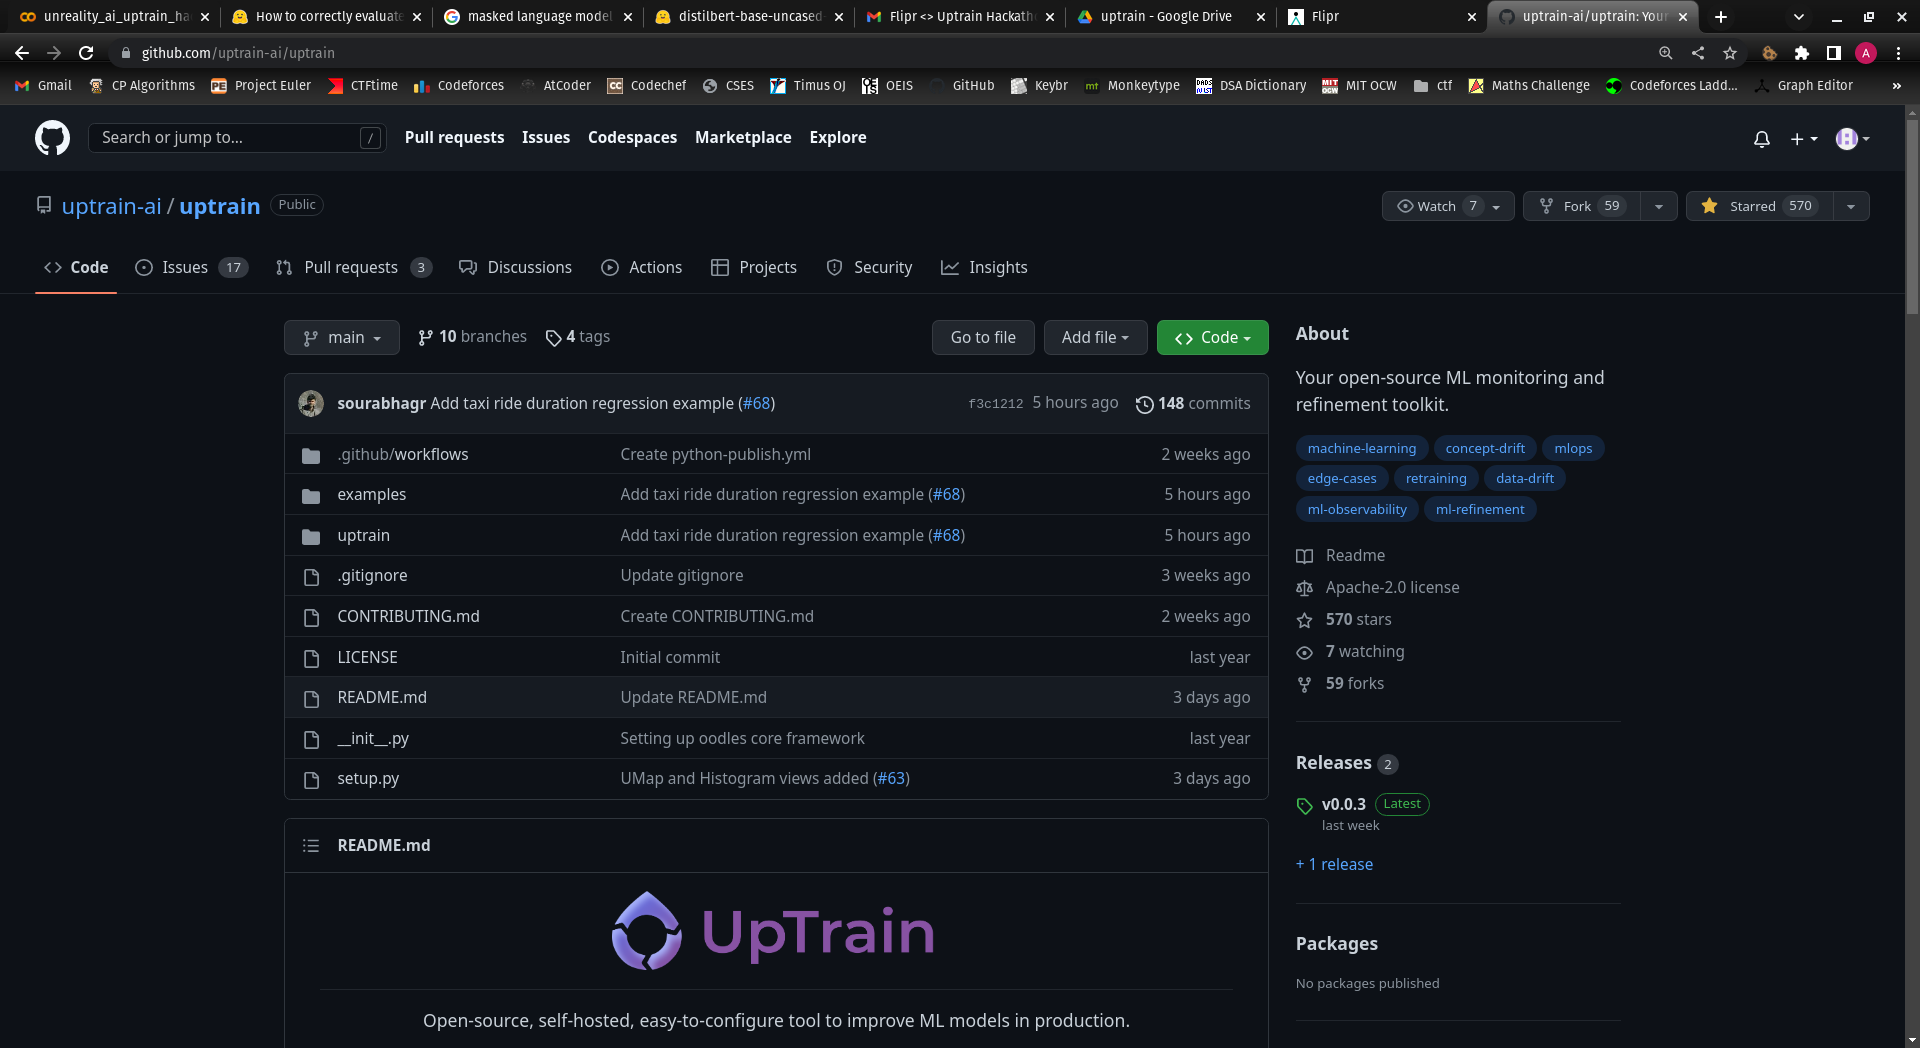 unreality_ai_uptrain_ha
How to correctly evaluate
masked language model
distilbert-base-uncased-
Flipr <> Uptrain Hackath
uptrain - Google Drive
Flipr
uptrain-ai/uptrain: Your
github.com/uptrain-ai/uptrain
A
Gmail
CP Algorithms
Project Euler
CTFtime
Codeforces
AtCoder
Codechef
CSES
Timus OJ
OEIS
GitHub
Keybr
Monkeytype
DSA Dictionary
MIT OCW
ctf
Maths Challenge
Codeforces Ladd...
Graph Editor
»
Search or jump to... /
Pull requests Issues Codespaces Marketplace Explore
uptrain-ai / uptrain Public
Watch 7
Fork 59
Starred 570
Code
Issues 17
Pull requests 3
Discussions
Actions
Projects
Security
Insights
main
10 branches
4 tags
Go to file
Add file
Code
sourabhagr Add taxi ride duration regression example (#68) f3c1212 5 hours ago 148 commits
.github/workflows Create python-publish.yml 2 weeks ago
examples Add taxi ride duration regression example (#68) 5 hours ago
uptrain Add taxi ride duration regression example (#68) 5 hours ago
.gitignore Update gitignore 3 weeks ago
CONTRIBUTING.md Create CONTRIBUTING.md 2 weeks ago
LICENSE Initial commit last year
README.md Update README.md 3 days ago
__init__.py Setting up oodles core framework last year
setup.py UMap and Histogram views added (#63) 3 days ago
README.md
UpTrain
Open-source, self-hosted, easy-to-configure tool to improve ML models in production.
About
Your open-source ML monitoring and
refinement toolkit.
machine-learning concept-drift mlops
edge-cases retraining data-drift
ml-observability ml-refinement
Readme
Apache-2.0 license
570 stars
7 watching
59 forks
Releases 2
v0.0.3 Latest
last week
+ 1 release
Packages
No packages published